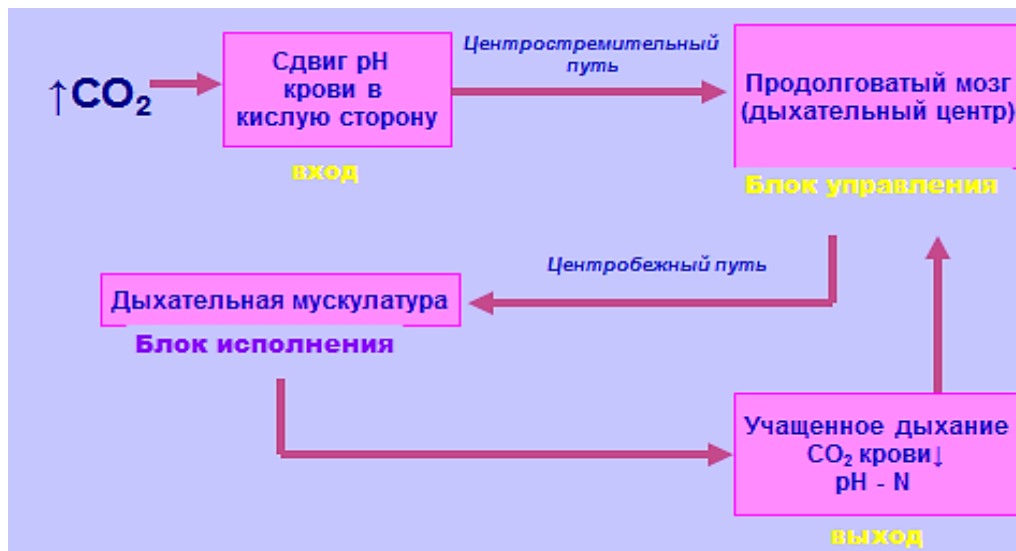 ↑CO₂
Сдвиг pH
крови в
кислую сторону
вход
Центростремительный
путь
Продолговатый мозг
(дыхательный центр)
Блок управления
Центробежный путь
Дыхательная мускулатура
Блок исполнения
Учащенное дыхание
CO₂ крови↓
pH - N
выход